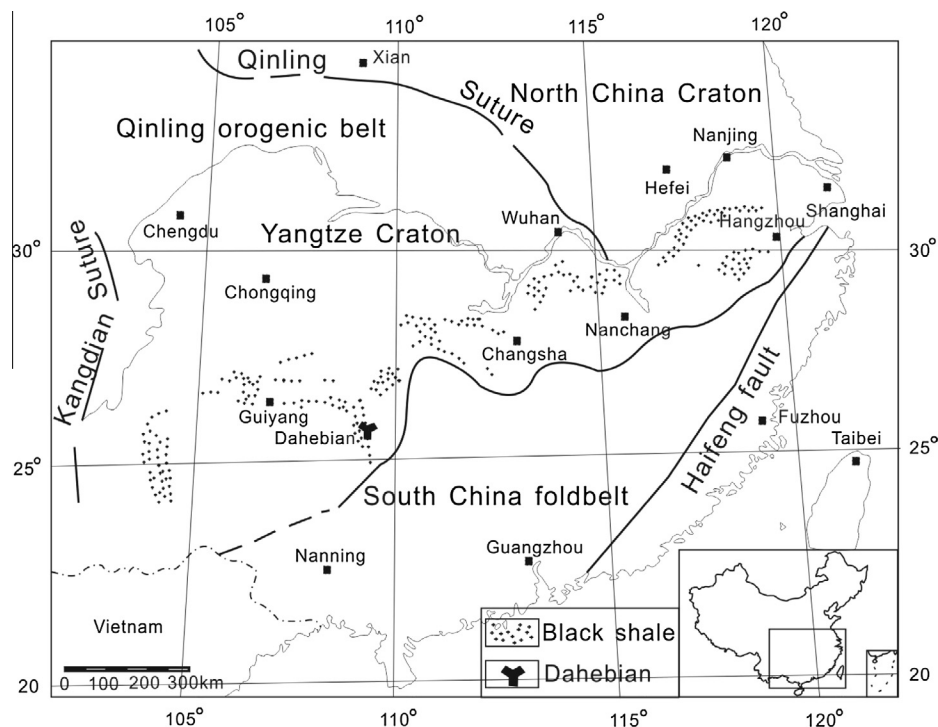 105°
110°
115°
120°
Qinling
Xian
Suture
North China Craton
Qinling orogenic belt
Nanjing
Hefei
Shanghai
Chengdu
Wuhan
Hangzhou
Yangtze Craton
30°
30°
Kangdian Suture
Chongqing
Nanchang
Changsha
Guiyang
Dahebian
Haifeng fault
Fuzhou
Taibei
25°
25°
South China foldbelt
Nanning
Guangzhou
Vietnam
Black shale
Dahebian
0 100 200 300km
20
20
105°
110°
115°
120°